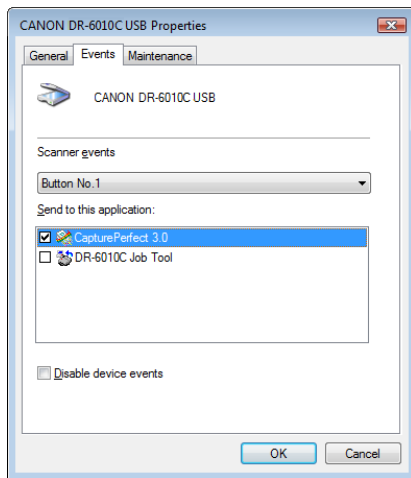 CANON DR-6010C USB Properties
General Events Maintenance
CANON DR-6010C USB
Scanner events
Button No.1
Send to this application:
CapturePerfect 3.0
DR-6010C Job Tool
Disable device events
OK Cancel